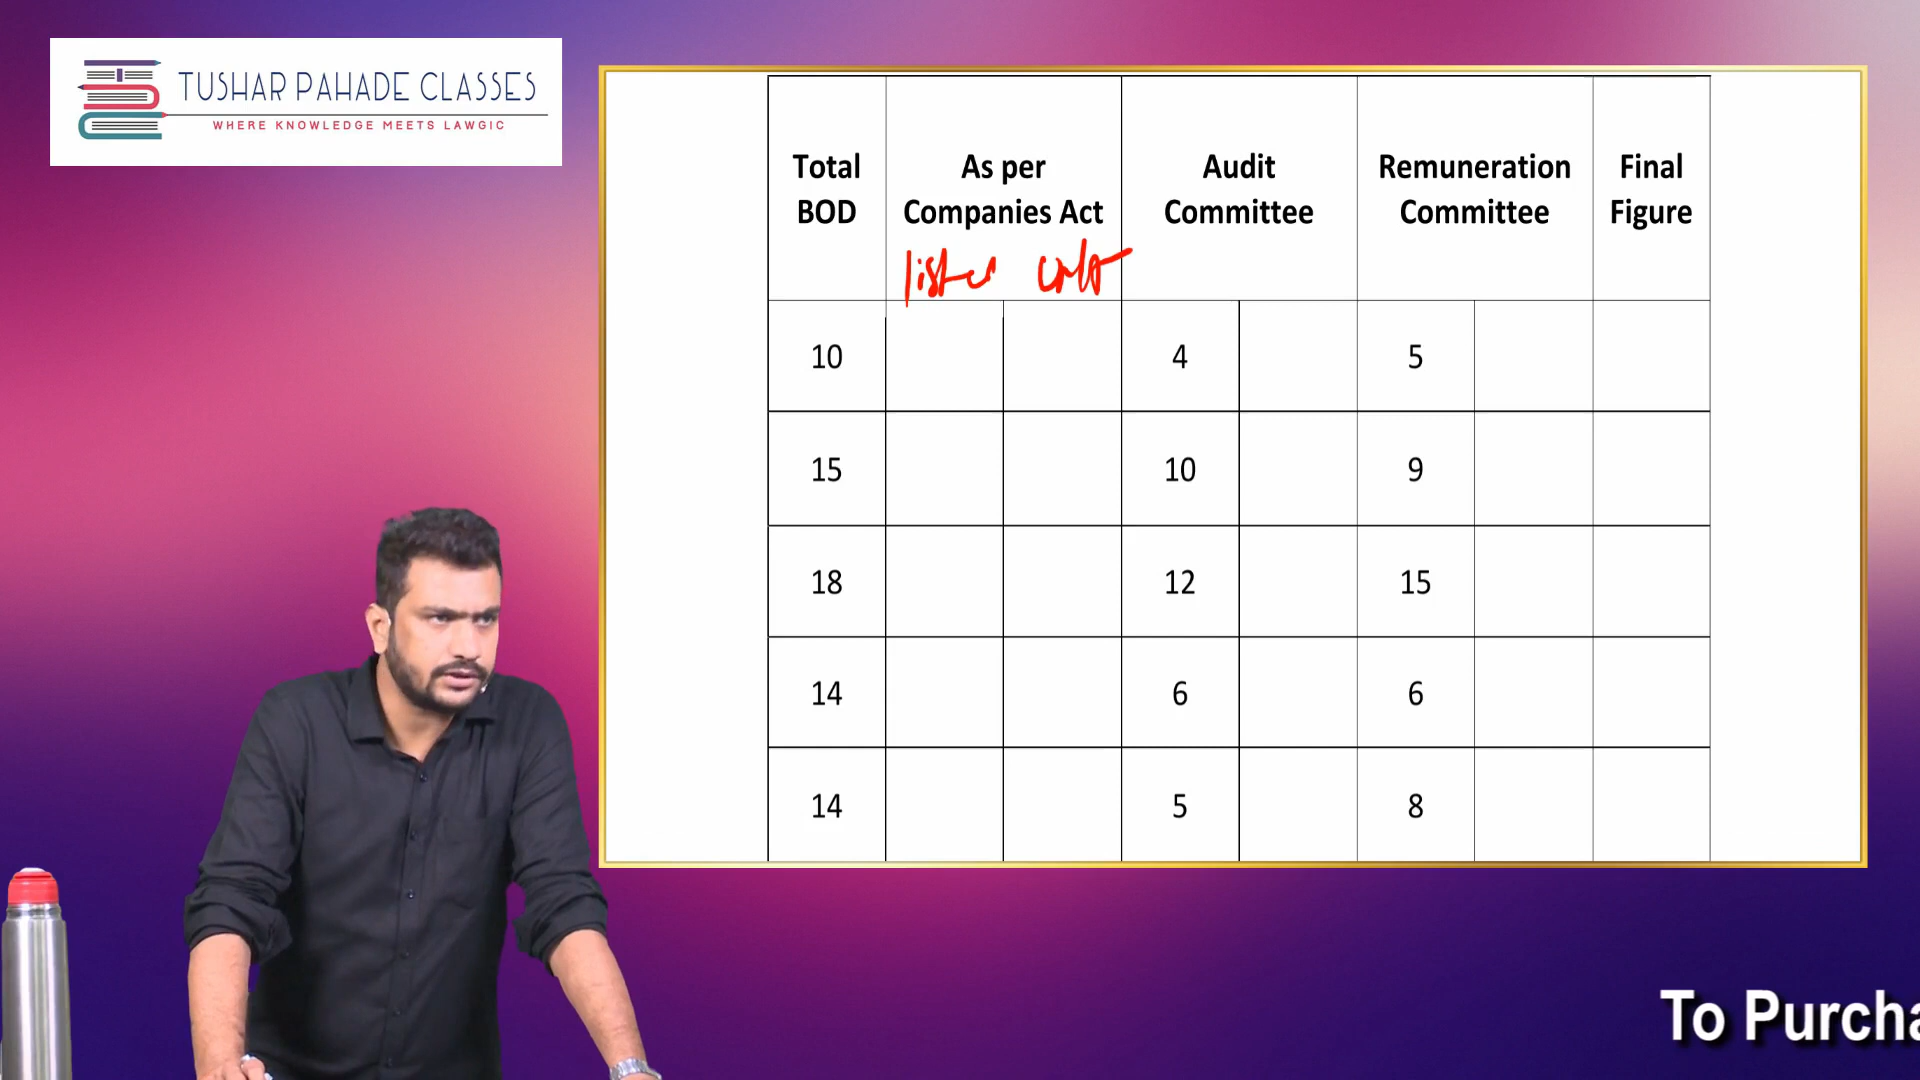 TUSHAR PAHADE CLASSES
WHERE KNOWLEDGE MEETS LAWGIC
Total BOD
As per Companies Act
Audit Committee
Remuneration Committee
Final Figure
10 4 5
15 10 9
18 12 15
14 6 6
14 5 8
To Purcha